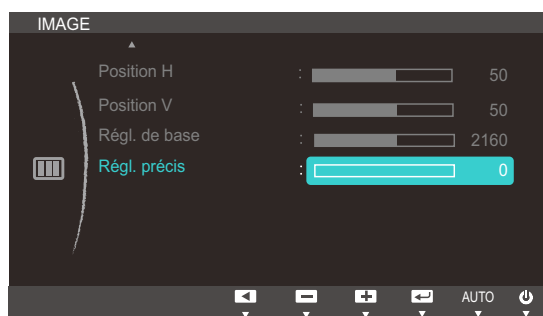 IMAGE
Position H : 50
Position V : 50
Régl. de base : 2160
Régl. précis : 0
AUTO